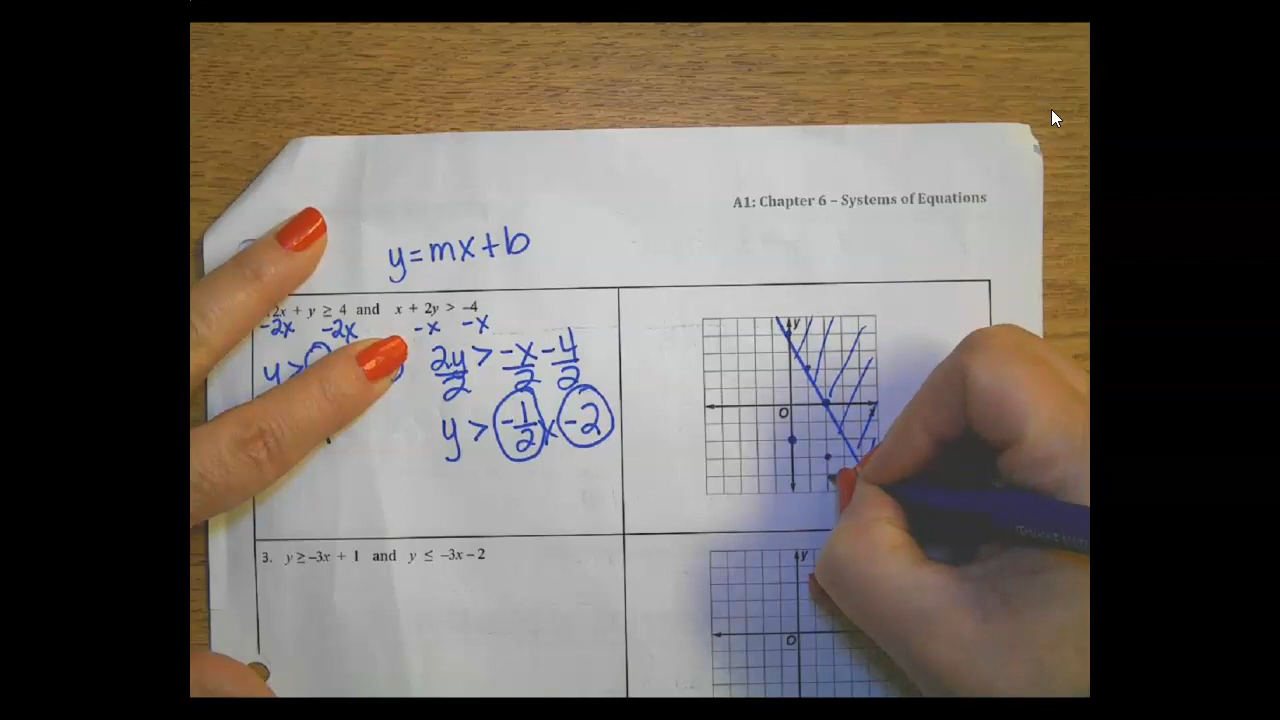 A1: Chapter 6 – Systems of Equations
y=mx+b
2x + y ≥ 4 and x + 2y > –4
-2x -2x -x -x
y > 2y/2 > -x/2 -4/2
y > -1/2 x -2
y
O
x
3. y ≥ –3x + 1 and y ≤ –3x – 2
y
O